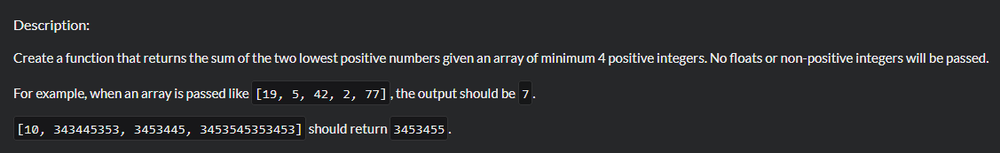 Description:
Create a function that returns the sum of the two lowest positive numbers given an array of minimum 4 positive integers. No floats or non-positive integers will be passed.
For example, when an array is passed like [19, 5, 42, 2, 77], the output should be 7.
[10, 343445353, 3453445, 3453545353453] should return 3453455.